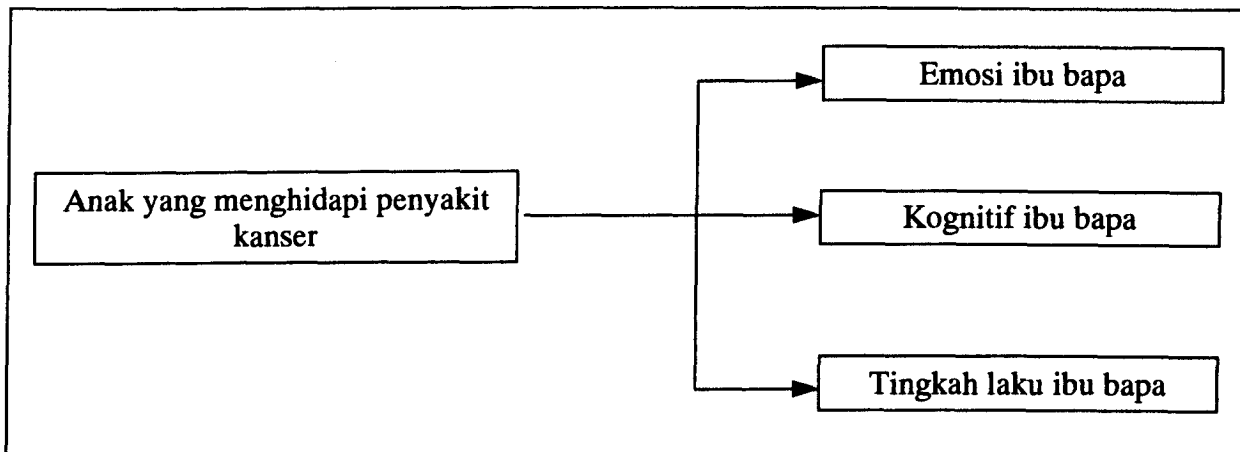 Emosi ibu bapa
Anak yang menghidapi penyakit
kanser
Kognitif ibu bapa
Tingkah laku ibu bapa